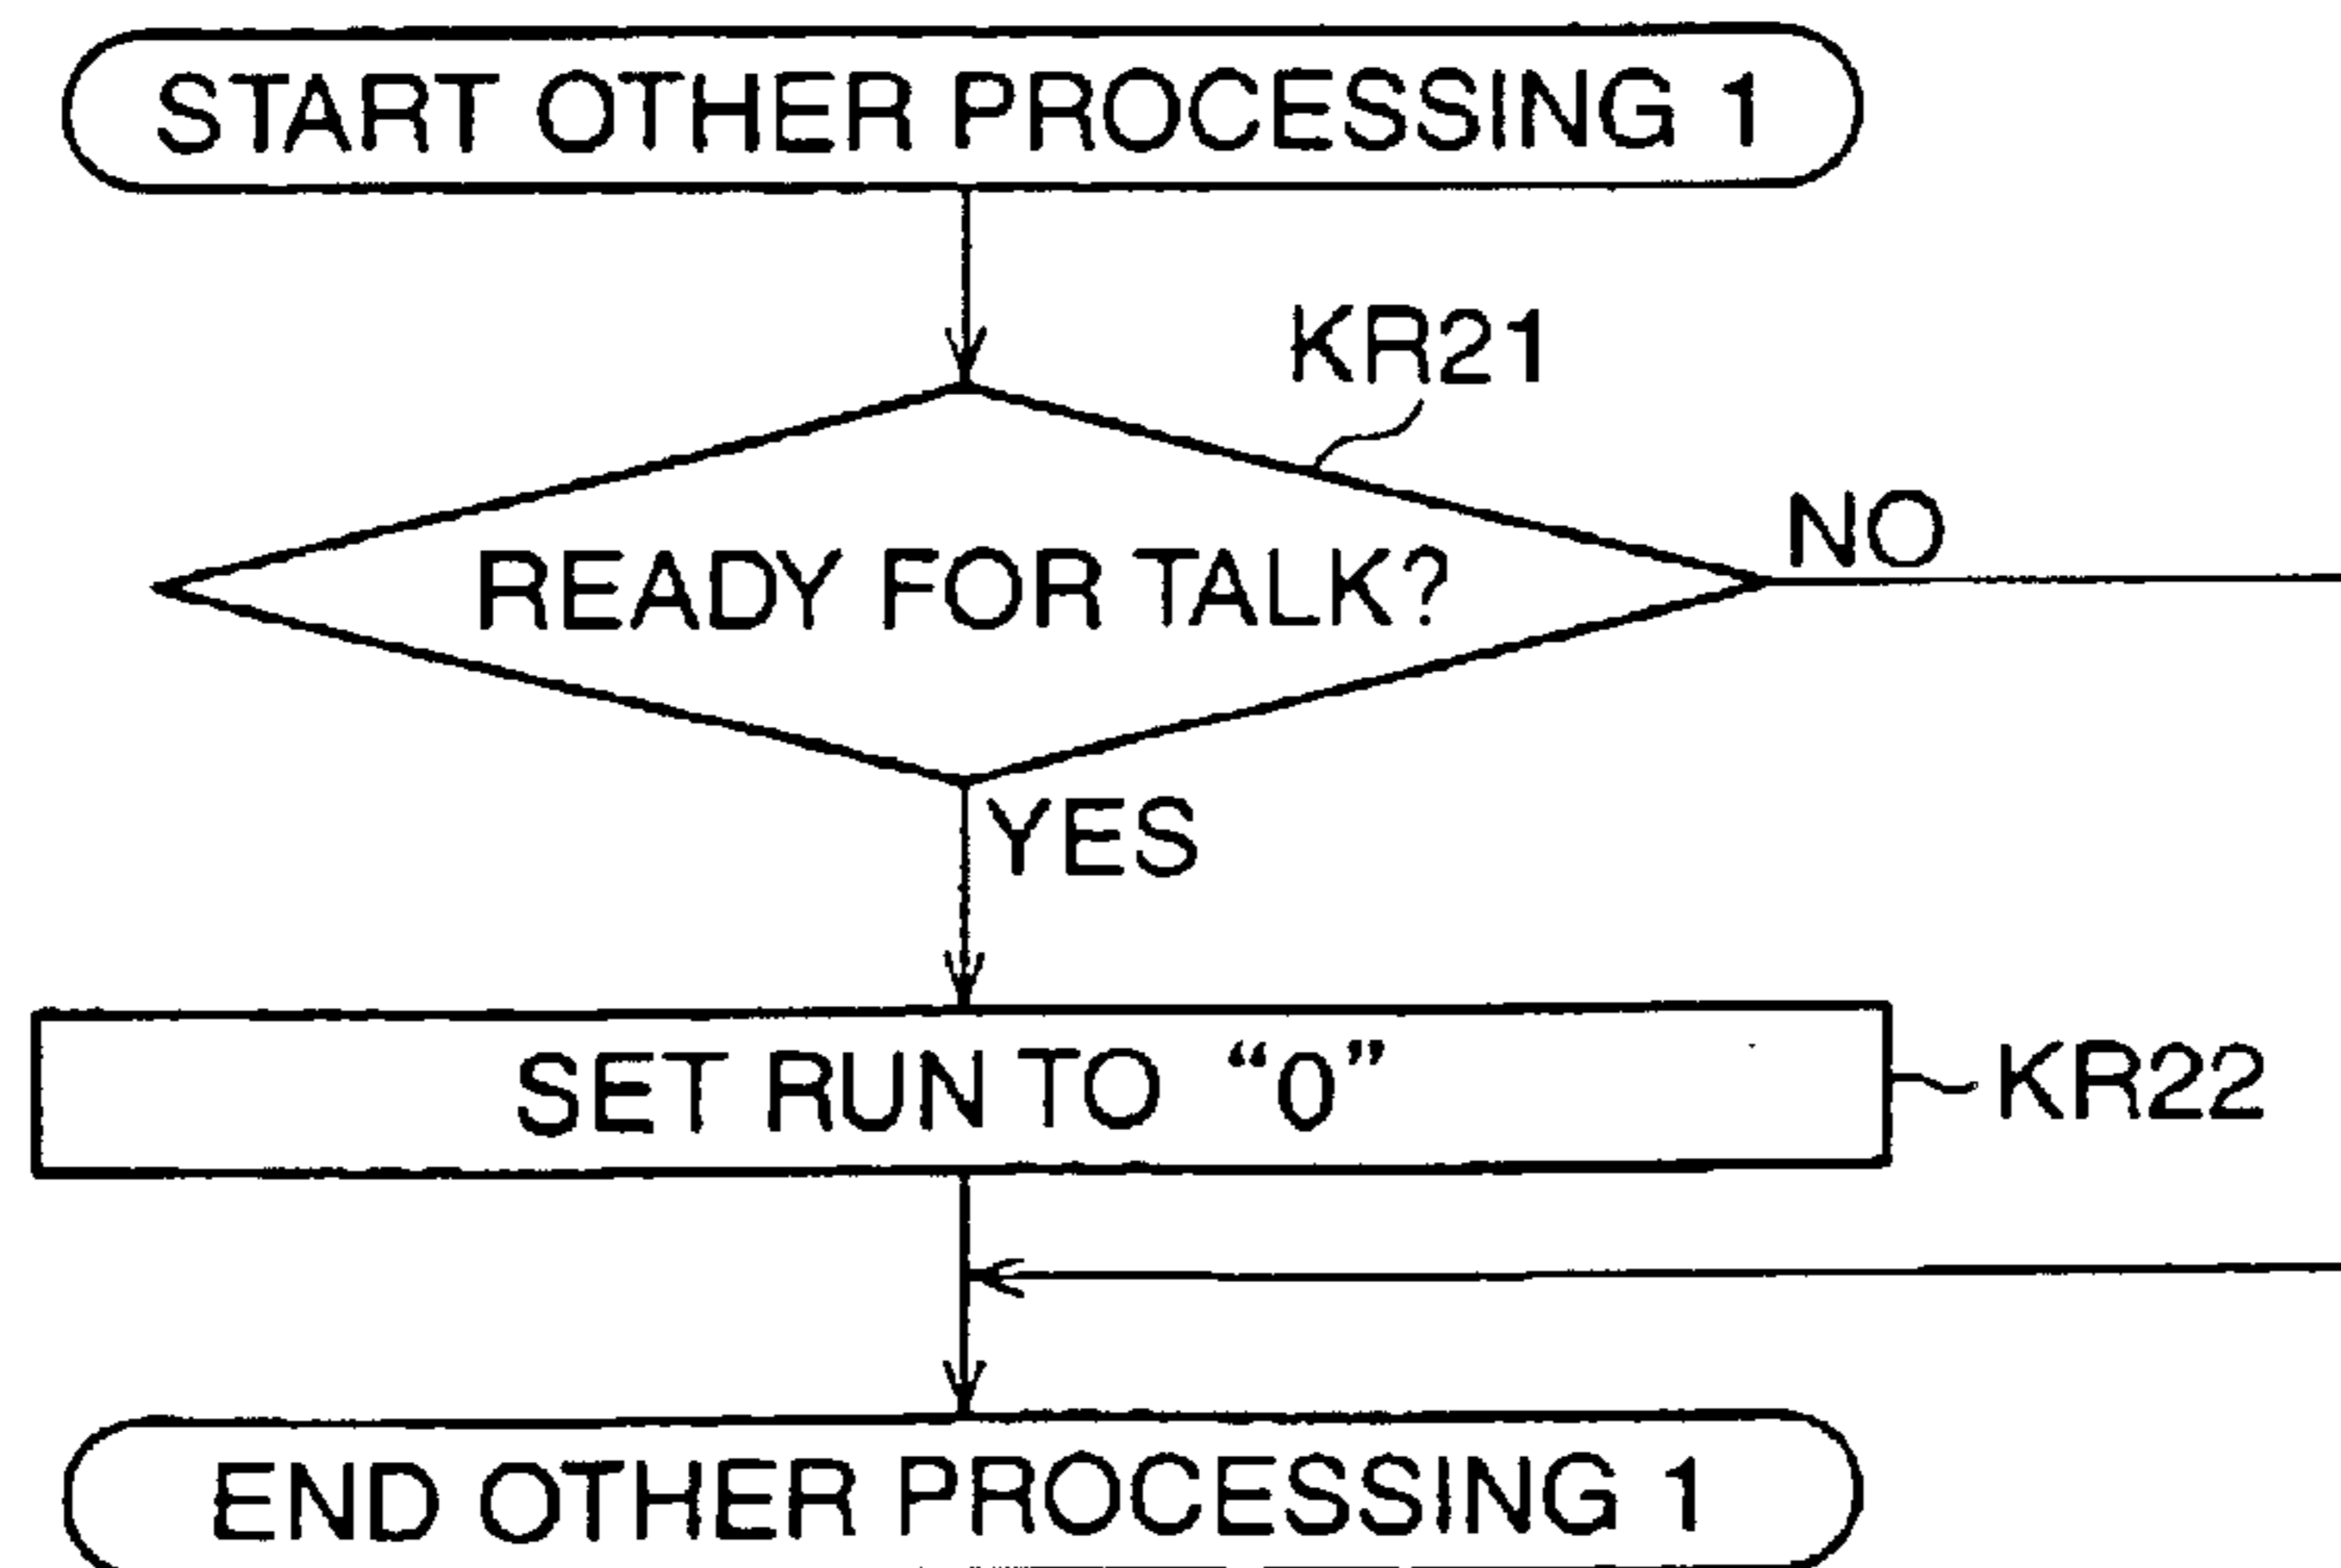 START OTHER PROCESSING 1
KR21
READY FOR TALK?
NO
YES
SET RUN TO “0”
KR22
END OTHER PROCESSING 1